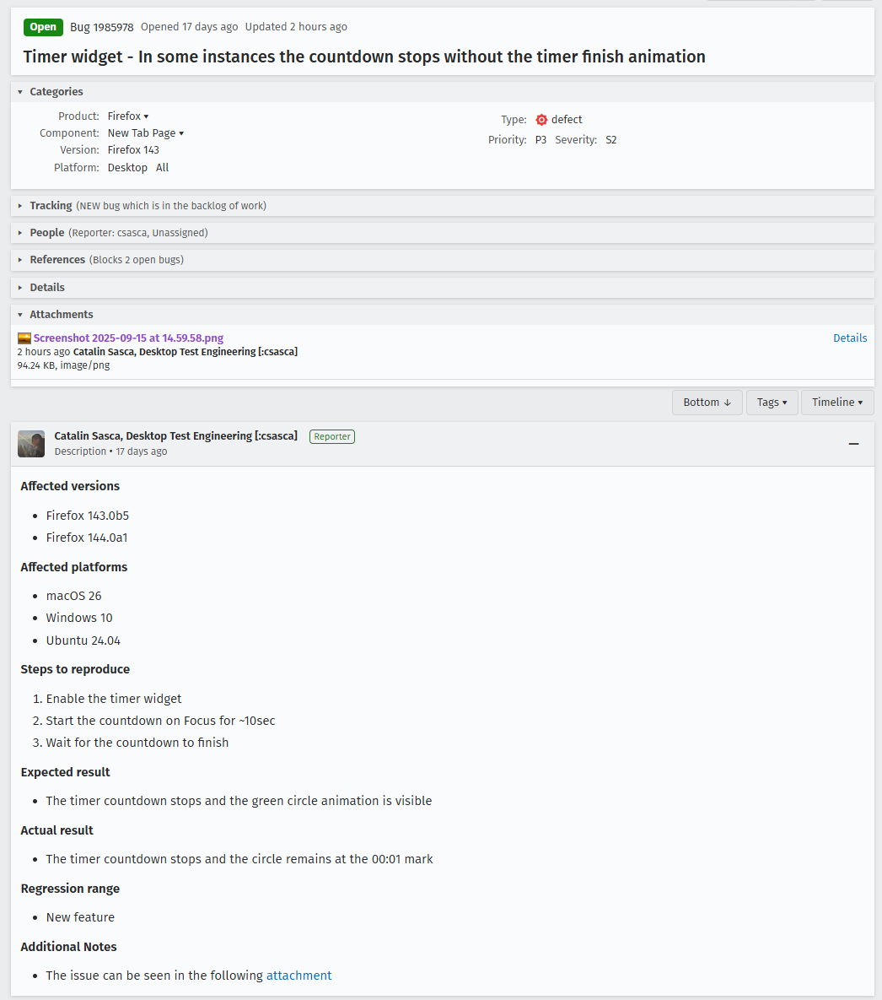 Open Bug 1985978 Opened 17 days ago Updated 2 hours ago
Timer widget - In some instances the countdown stops without the timer finish animation
▾ Categories
Product: Firefox ▾
Component: New Tab Page ▾
Version: Firefox 143
Platform: Desktop All
Type: defect
Priority: P3 Severity: S2
▸ Tracking (NEW bug which is in the backlog of work)
▸ People (Reporter: csasca, Unassigned)
▸ References (Blocks 2 open bugs)
▸ Details
▾ Attachments
Screenshot 2025-09-15 at 14.59.58.png Details
2 hours ago Catalin Sasca, Desktop Test Engineering [:csasca]
94.24 KB, image/png
Bottom ↓ Tags ▾ Timeline ▾
Catalin Sasca, Desktop Test Engineering [:csasca] Reporter
Description • 17 days ago
Affected versions
• Firefox 143.0b5
• Firefox 144.0a1
Affected platforms
• macOS 26
• Windows 10
• Ubuntu 24.04
Steps to reproduce
1. Enable the timer widget
2. Start the countdown on Focus for ~10sec
3. Wait for the countdown to finish
Expected result
• The timer countdown stops and the green circle animation is visible
Actual result
• The timer countdown stops and the circle remains at the 00:01 mark
Regression range
• New feature
Additional Notes
• The issue can be seen in the following attachment